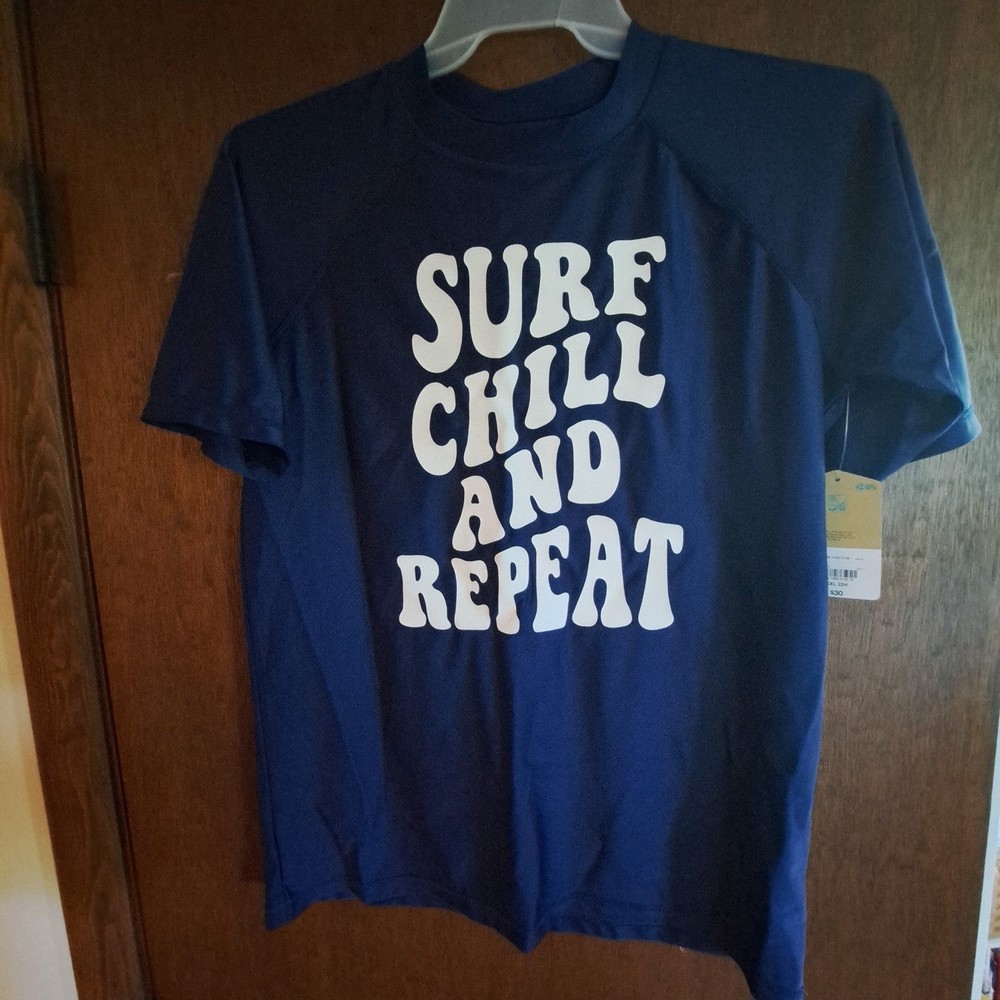 SURF
CHILL
AND
REPEAT
$30